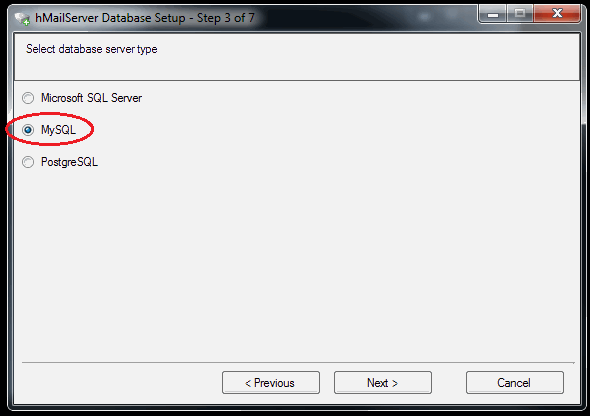 hMailServer Database Setup - Step 3 of 7
Select database server type
Microsoft SQL Server
MySQL
PostgreSQL
< Previous
Next >
Cancel